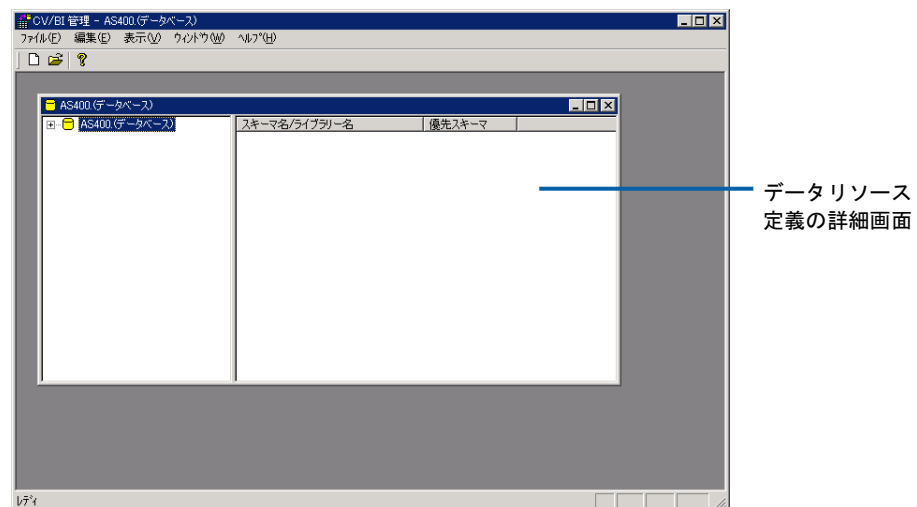 CV/BI 管理 - AS400.(データベース)
ファイル(F) 編集(E) 表示(V) ウィンドウ(W) ヘルプ(H)
AS400.(データベース)
AS400.(データベース)
スキーマ名/ライブラリー名 優先スキーマ
データリソース
定義の詳細画面
レディ